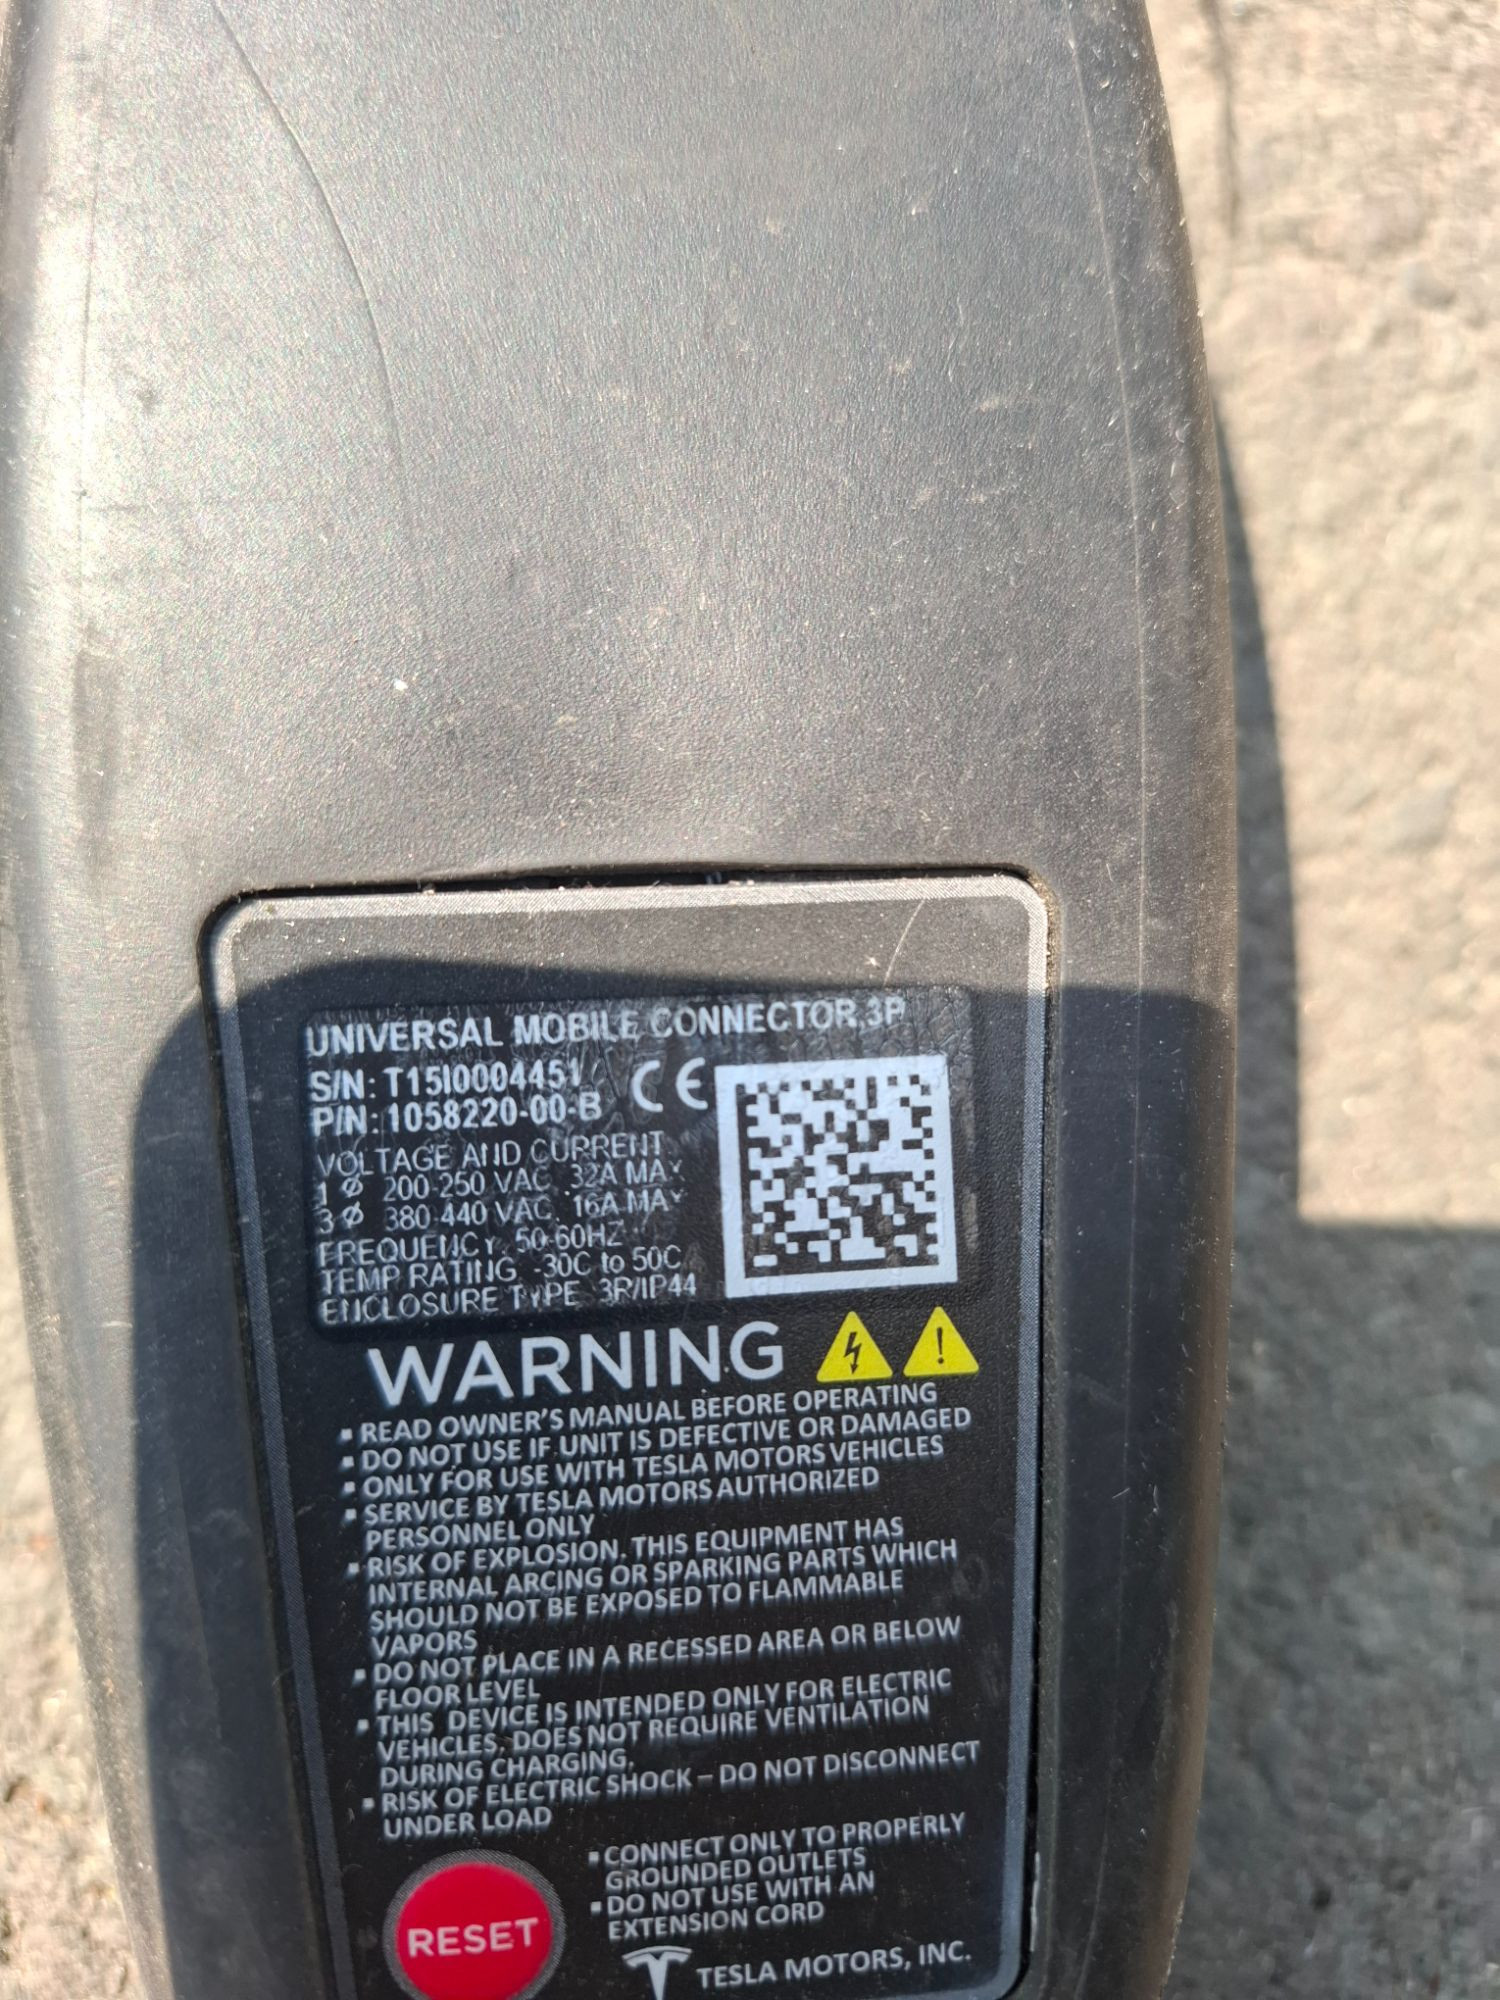 UNIVERSAL MOBILE CONNECTOR,3P
S/N: T15I0004451
P/N: 1058220-00-B
CE
VOLTAGE AND CURRENT
1 Ø 200-250 VAC 32A MAX
3 Ø 380-440 VAC 16A MAX
FREQUENCY 50-60HZ
TEMP RATING -30C to 50C
ENCLOSURE TYPE 3R/IP44
WARNING
▪ READ OWNER'S MANUAL BEFORE OPERATING
▪ DO NOT USE IF UNIT IS DEFECTIVE OR DAMAGED
▪ ONLY FOR USE WITH TESLA MOTORS VEHICLES
▪ SERVICE BY TESLA MOTORS AUTHORIZED
PERSONNEL ONLY
▪ RISK OF EXPLOSION. THIS EQUIPMENT HAS
INTERNAL ARCING OR SPARKING PARTS WHICH
SHOULD NOT BE EXPOSED TO FLAMMABLE
VAPORS
▪ DO NOT PLACE IN A RECESSED AREA OR BELOW
FLOOR LEVEL
▪ THIS DEVICE IS INTENDED ONLY FOR ELECTRIC
VEHICLES. DOES NOT REQUIRE VENTILATION
DURING CHARGING.
▪ RISK OF ELECTRIC SHOCK – DO NOT DISCONNECT
UNDER LOAD
▪ CONNECT ONLY TO PROPERLY
GROUNDED OUTLETS
▪ DO NOT USE WITH AN
EXTENSION CORD
RESET
TESLA MOTORS, INC.